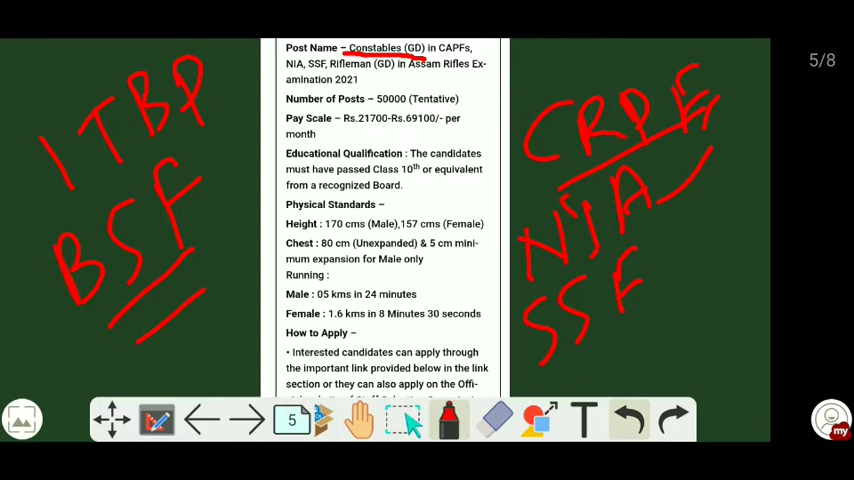 5/8
ITBP
BSF
Post Name – Constables (GD) in CAPFs,
NIA, SSF, Rifleman (GD) in Assam Rifles Ex-
amination 2021
Number of Posts – 50000 (Tentative)
Pay Scale – Rs.21700-Rs.69100/- per
month
Educational Qualification : The candidates
must have passed Class 10th or equivalent
from a recognized Board.
Physical Standards –
Height : 170 cms (Male),157 cms (Female)
Chest : 80 cm (Unexpanded) & 5 cm mini-
mum expansion for Male only
Running :
Male : 05 kms in 24 minutes
Female : 1.6 kms in 8 Minutes 30 seconds
How to Apply –
• Interested candidates can apply through
the important link provided below in the link
section or they can also apply on the Offi-
CRPF
NIA
SSF
5
T
my